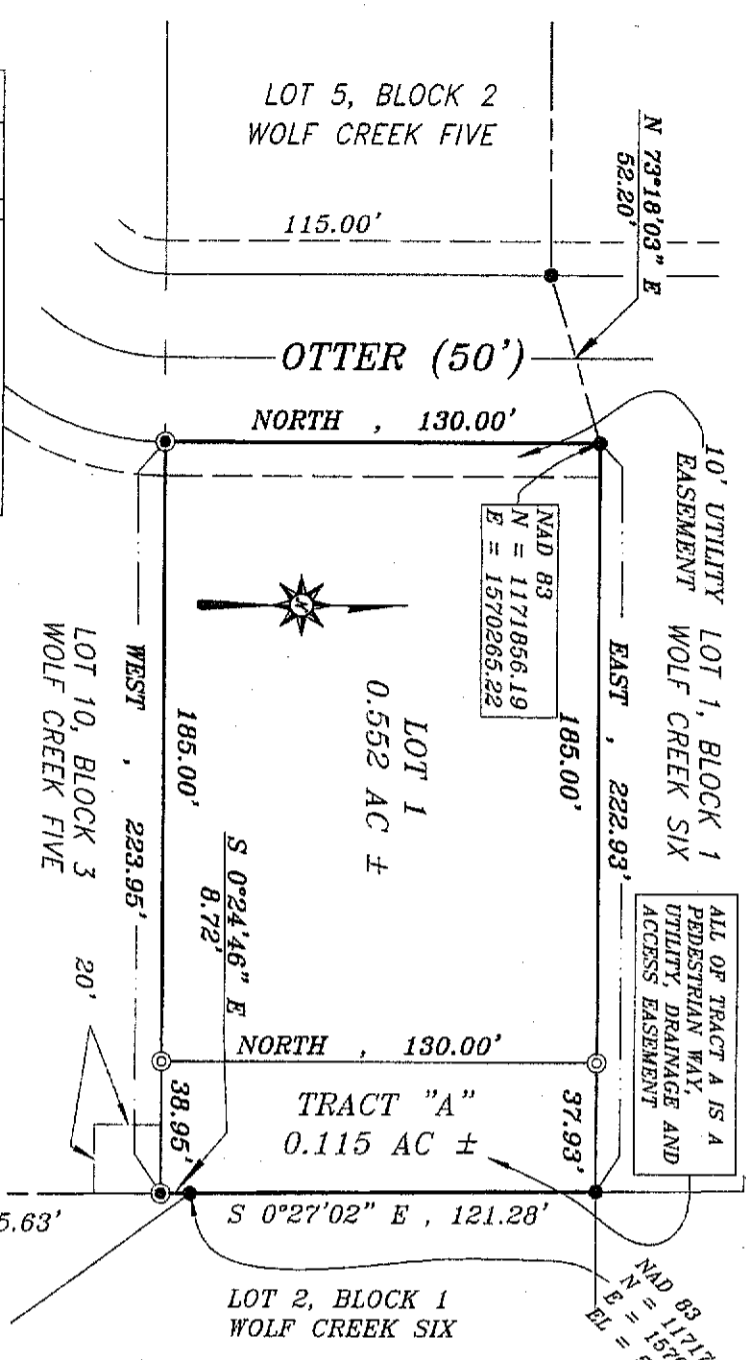 LOT 5, BLOCK 2
WOLF CREEK FIVE
N 73°18'03" E
52.20'
115.00'
OTTER (50')
NORTH , 130.00'
10' UTILITY
EASEMENT
LOT 1, BLOCK 1
WOLF CREEK SIX
NAD 83
N = 1171856.19
E = 1570265.22
EAST , 222.93'
185.00'
LOT 1
0.552 AC ±
185.00'
WEST , 223.95'
LOT 10, BLOCK 3
WOLF CREEK FIVE
20'
S 0°24'46" E
8.72'
ALL OF TRACT A IS A
PEDESTRIAN WAY,
UTILITY, DRAINAGE AND
ACCESS EASEMENT
NORTH , 130.00'
38.95'
TRACT "A"
0.115 AC ±
37.93'
5.63'
S 0°27'02" E , 121.28'
LOT 2, BLOCK 1
WOLF CREEK SIX
NAD 83
N = 11717
E = 157
EL =